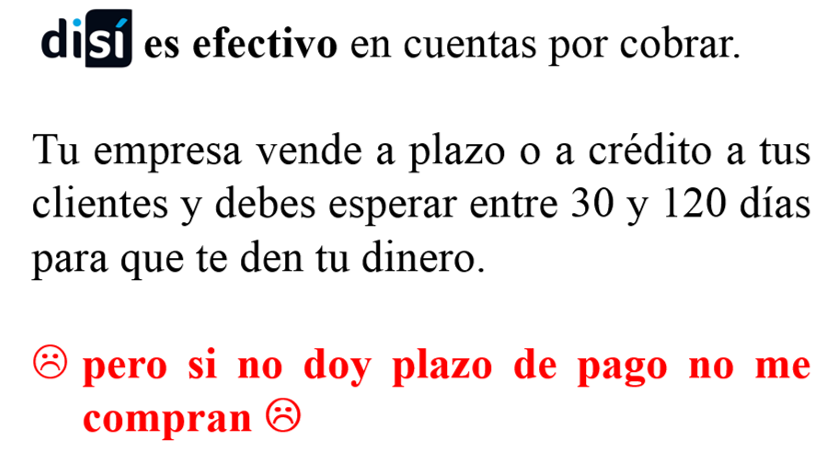 disí es efectivo en cuentas por cobrar.
Tu empresa vende a plazo o a crédito a tus
clientes y debes esperar entre 30 y 120 días
para que te den tu dinero.
☹ pero si no doy plazo de pago no me
compran ☹